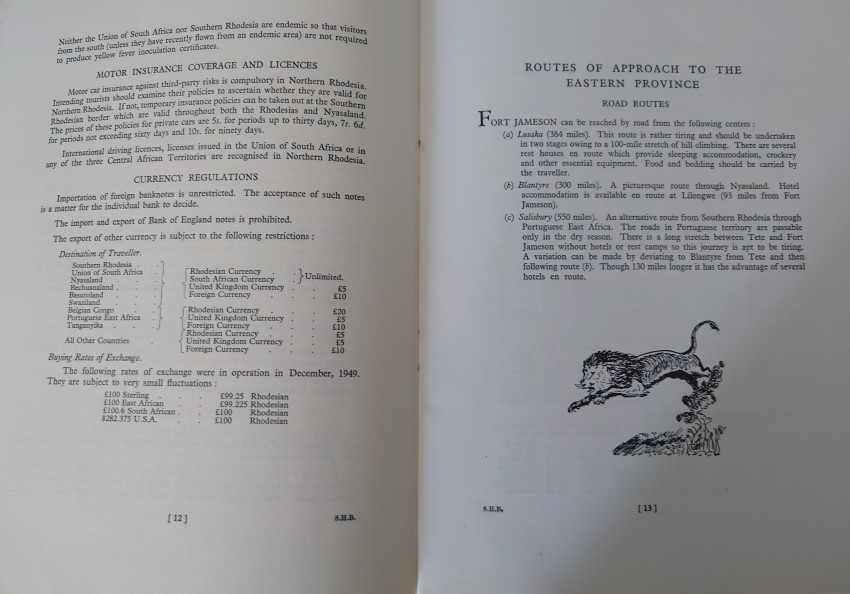 Neither the Union of South Africa nor Southern Rhodesia are endemic so that visitors
from the south (unless they have recently flown from an endemic area) are not required
to produce yellow fever inoculation certificates.
MOTOR INSURANCE COVERAGE AND LICENCES
Motor car insurance against third-party risks is compulsory in Northern Rhodesia.
Intending tourists should examine their policies to ascertain whether they are valid for
Northern Rhodesia. If not, temporary insurance policies can be taken out at the Southern
Rhodesian border which are valid throughout both the Rhodesias and Nyasaland.
The prices of these policies for private cars are 5s. for periods up to thirty days, 7s. 6d.
for periods not exceeding sixty days and 10s. for ninety days.
International driving licences, licenses issued in the Union of South Africa or in
any of the three Central African Territories are recognised in Northern Rhodesia.
CURRENCY REGULATIONS
Importation of foreign banknotes is unrestricted. The acceptance of such notes
is a matter for the individual bank to decide.
The import and export of Bank of England notes is prohibited.
The export of other currency is subject to the following restrictions :
Destination of Traveller.
Southern Rhodesia .
Union of South Africa
Nyasaland . .
Bechuanaland . .
Basutoland . .
Swaziland . .
Rhodesian Currency . . } Unlimited.
South African Currency . .
United Kingdom Currency . . £5
Foreign Currency . . . £10
Belgian Congo .
Portuguese East Africa .
Tanganyika . .
Rhodesian Currency . . . £20
United Kingdom Currency . . £5
Foreign Currency . . . £10
All Other Countries .
Rhodesian Currency . . . £5
United Kingdom Currency . . £5
Foreign Currency . . . £10
Buying Rates of Exchange.
The following rates of exchange were in operation in December, 1949.
They are subject to very small fluctuations :
£100 Sterling . . . £99.25 Rhodesian
£100 East African . . £99.225 Rhodesian
£100.6 South African . . £100 Rhodesian
$282.375 U.S.A. . . £100 Rhodesian
[ 12 ] S.H.B.
ROUTES OF APPROACH TO THE
EASTERN PROVINCE
ROAD ROUTES
FORT JAMESON can be reached by road from the following centres :
(a) Lusaka (384 miles). This route is rather tiring and should be undertaken
in two stages owing to a 100-mile stretch of hill climbing. There are several
rest houses en route which provide sleeping accommodation, crockery
and other essential equipment. Food and bedding should be carried by
the traveller.
(b) Blantyre (300 miles). A picturesque route through Nyasaland. Hotel
accommodation is available en route at Lilongwe (93 miles from Fort
Jameson).
(c) Salisbury (550 miles). An alternative route from Southern Rhodesia through
Portuguese East Africa. The roads in Portuguese territory are passable
only in the dry season. There is a long stretch between Tete and Fort
Jameson without hotels or rest camps so this journey is apt to be tiring.
A variation can be made by deviating to Blantyre from Tete and then
following route (b). Though 130 miles longer it has the advantage of several
hotels en route.
S.H.B. [ 13 ]